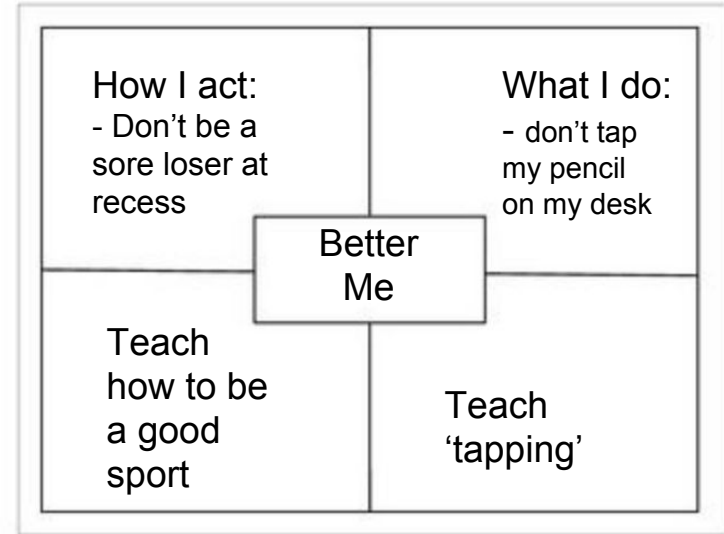 How I act:
- Don’t be a
sore loser at
recess
What I do:
- don’t tap
my pencil
on my desk
Better
Me
Teach
how to be
a good
sport
Teach
‘tapping’